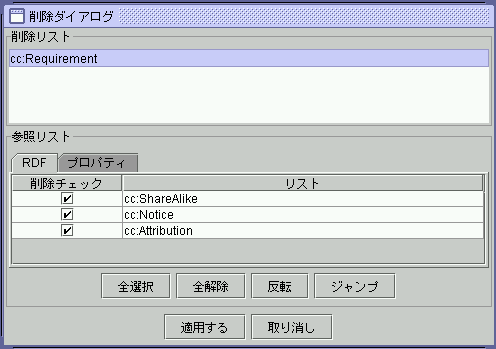 削除ダイアログ
削除リスト
cc:Requirement
参照リスト
RDF プロパティ
削除チェック リスト
cc:ShareAlike
cc:Notice
cc:Attribution
全選択 全解除 反転 ジャンプ
適用する 取り消し